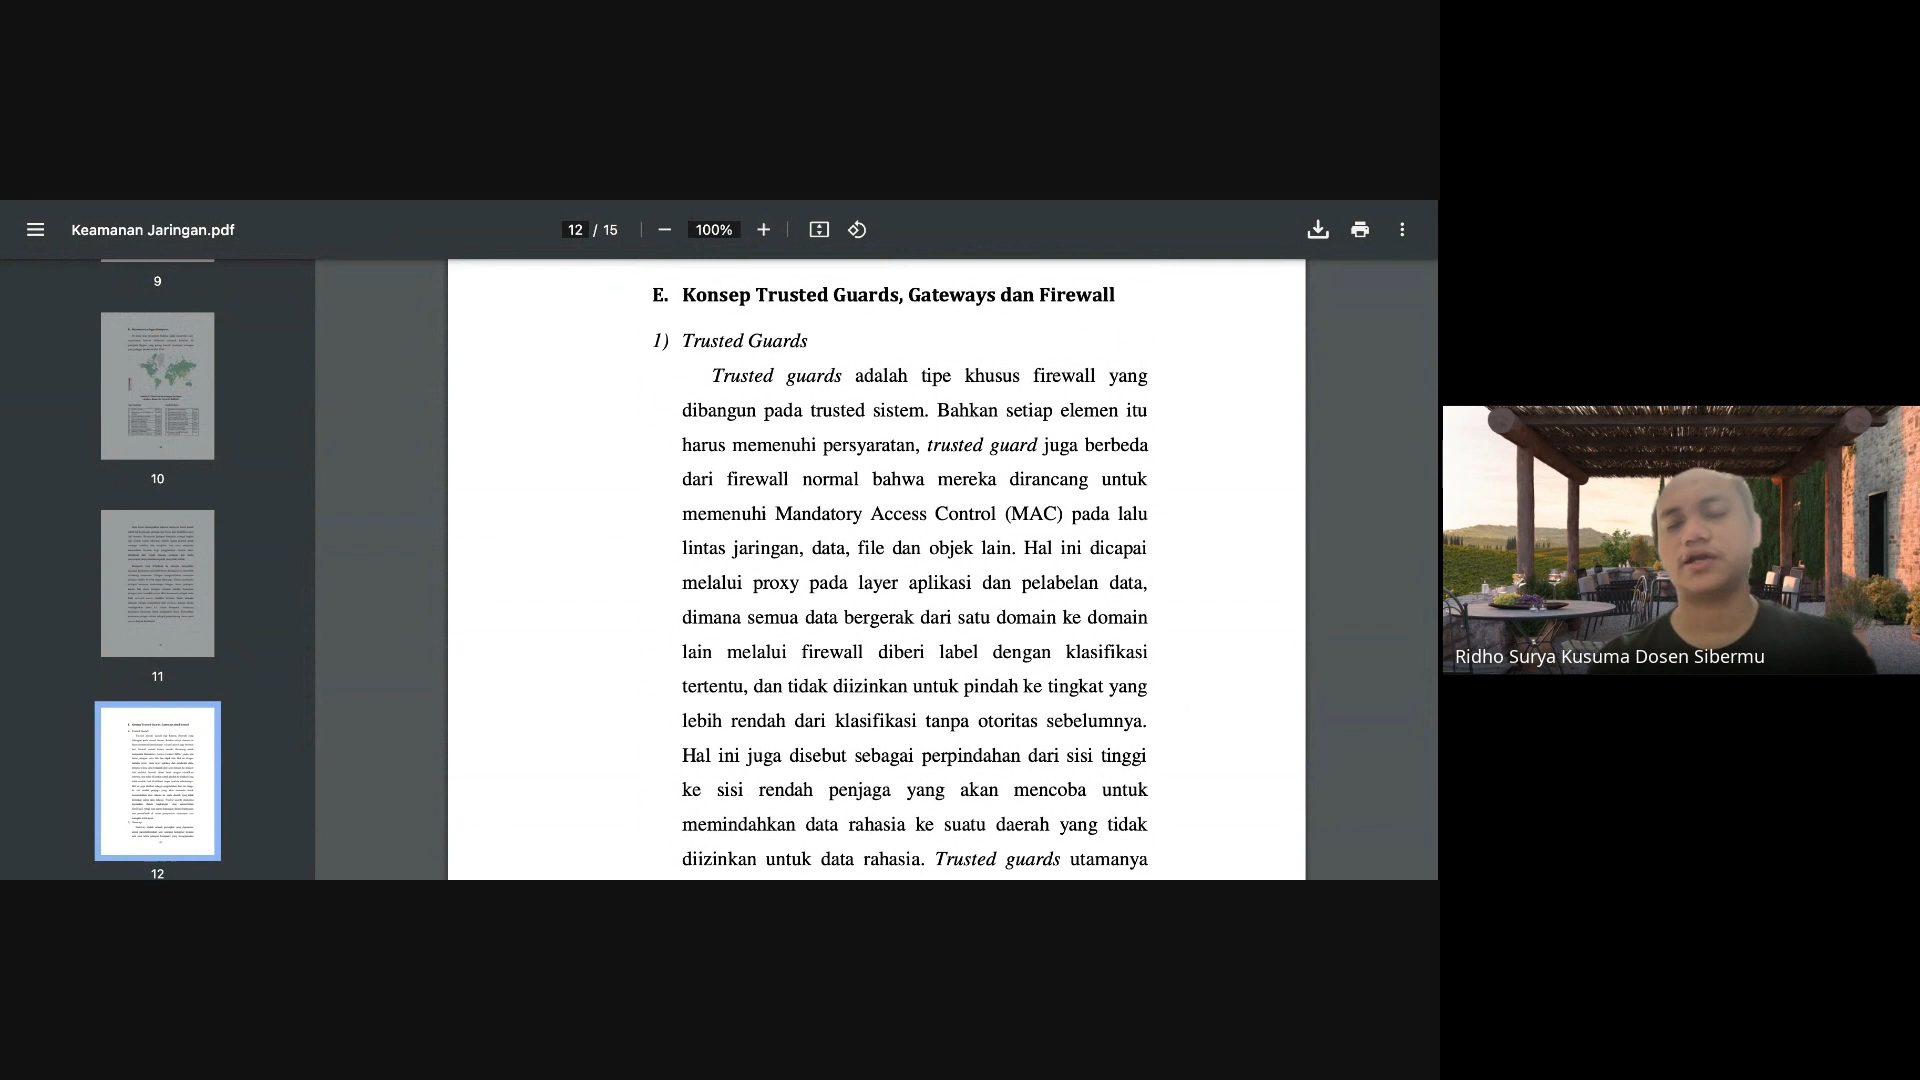 Keamanan Jaringan.pdf
12 / 15
100%
9
10
11
12
E. Konsep Trusted Guards, Gateways dan Firewall
1) Trusted Guards
Trusted guards adalah tipe khusus firewall yang
dibangun pada trusted sistem. Bahkan setiap elemen itu
harus memenuhi persyaratan, trusted guard juga berbeda
dari firewall normal bahwa mereka dirancang untuk
memenuhi Mandatory Access Control (MAC) pada lalu
lintas jaringan, data, file dan objek lain. Hal ini dicapai
melalui proxy pada layer aplikasi dan pelabelan data,
dimana semua data bergerak dari satu domain ke domain
lain melalui firewall diberi label dengan klasifikasi
tertentu, dan tidak diizinkan untuk pindah ke tingkat yang
lebih rendah dari klasifikasi tanpa otoritas sebelumnya.
Hal ini juga disebut sebagai perpindahan dari sisi tinggi
ke sisi rendah penjaga yang akan mencoba untuk
memindahkan data rahasia ke suatu daerah yang tidak
diizinkan untuk data rahasia. Trusted guards utamanya
Ridho Surya Kusuma Dosen Sibermu